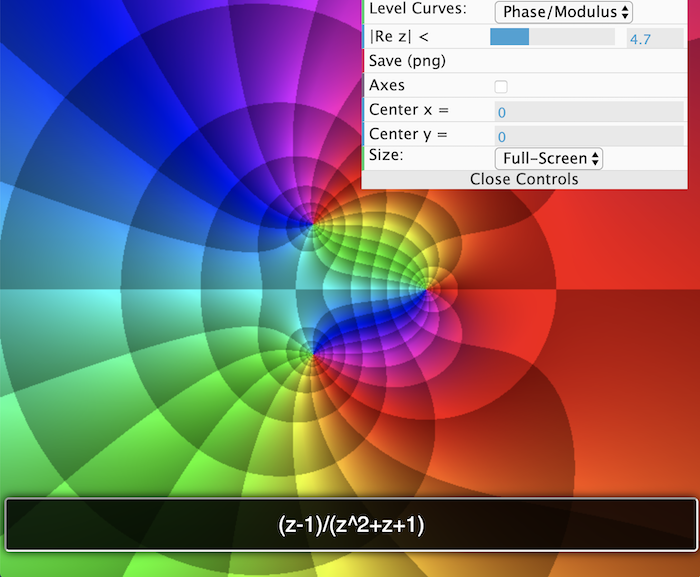 Level Curves: Phase/Modulus
|Re z| < 4.7
Save (png)
Axes
Center x = 0
Center y = 0
Size: Full-Screen
Close Controls
(z-1)/(z^2+z+1)